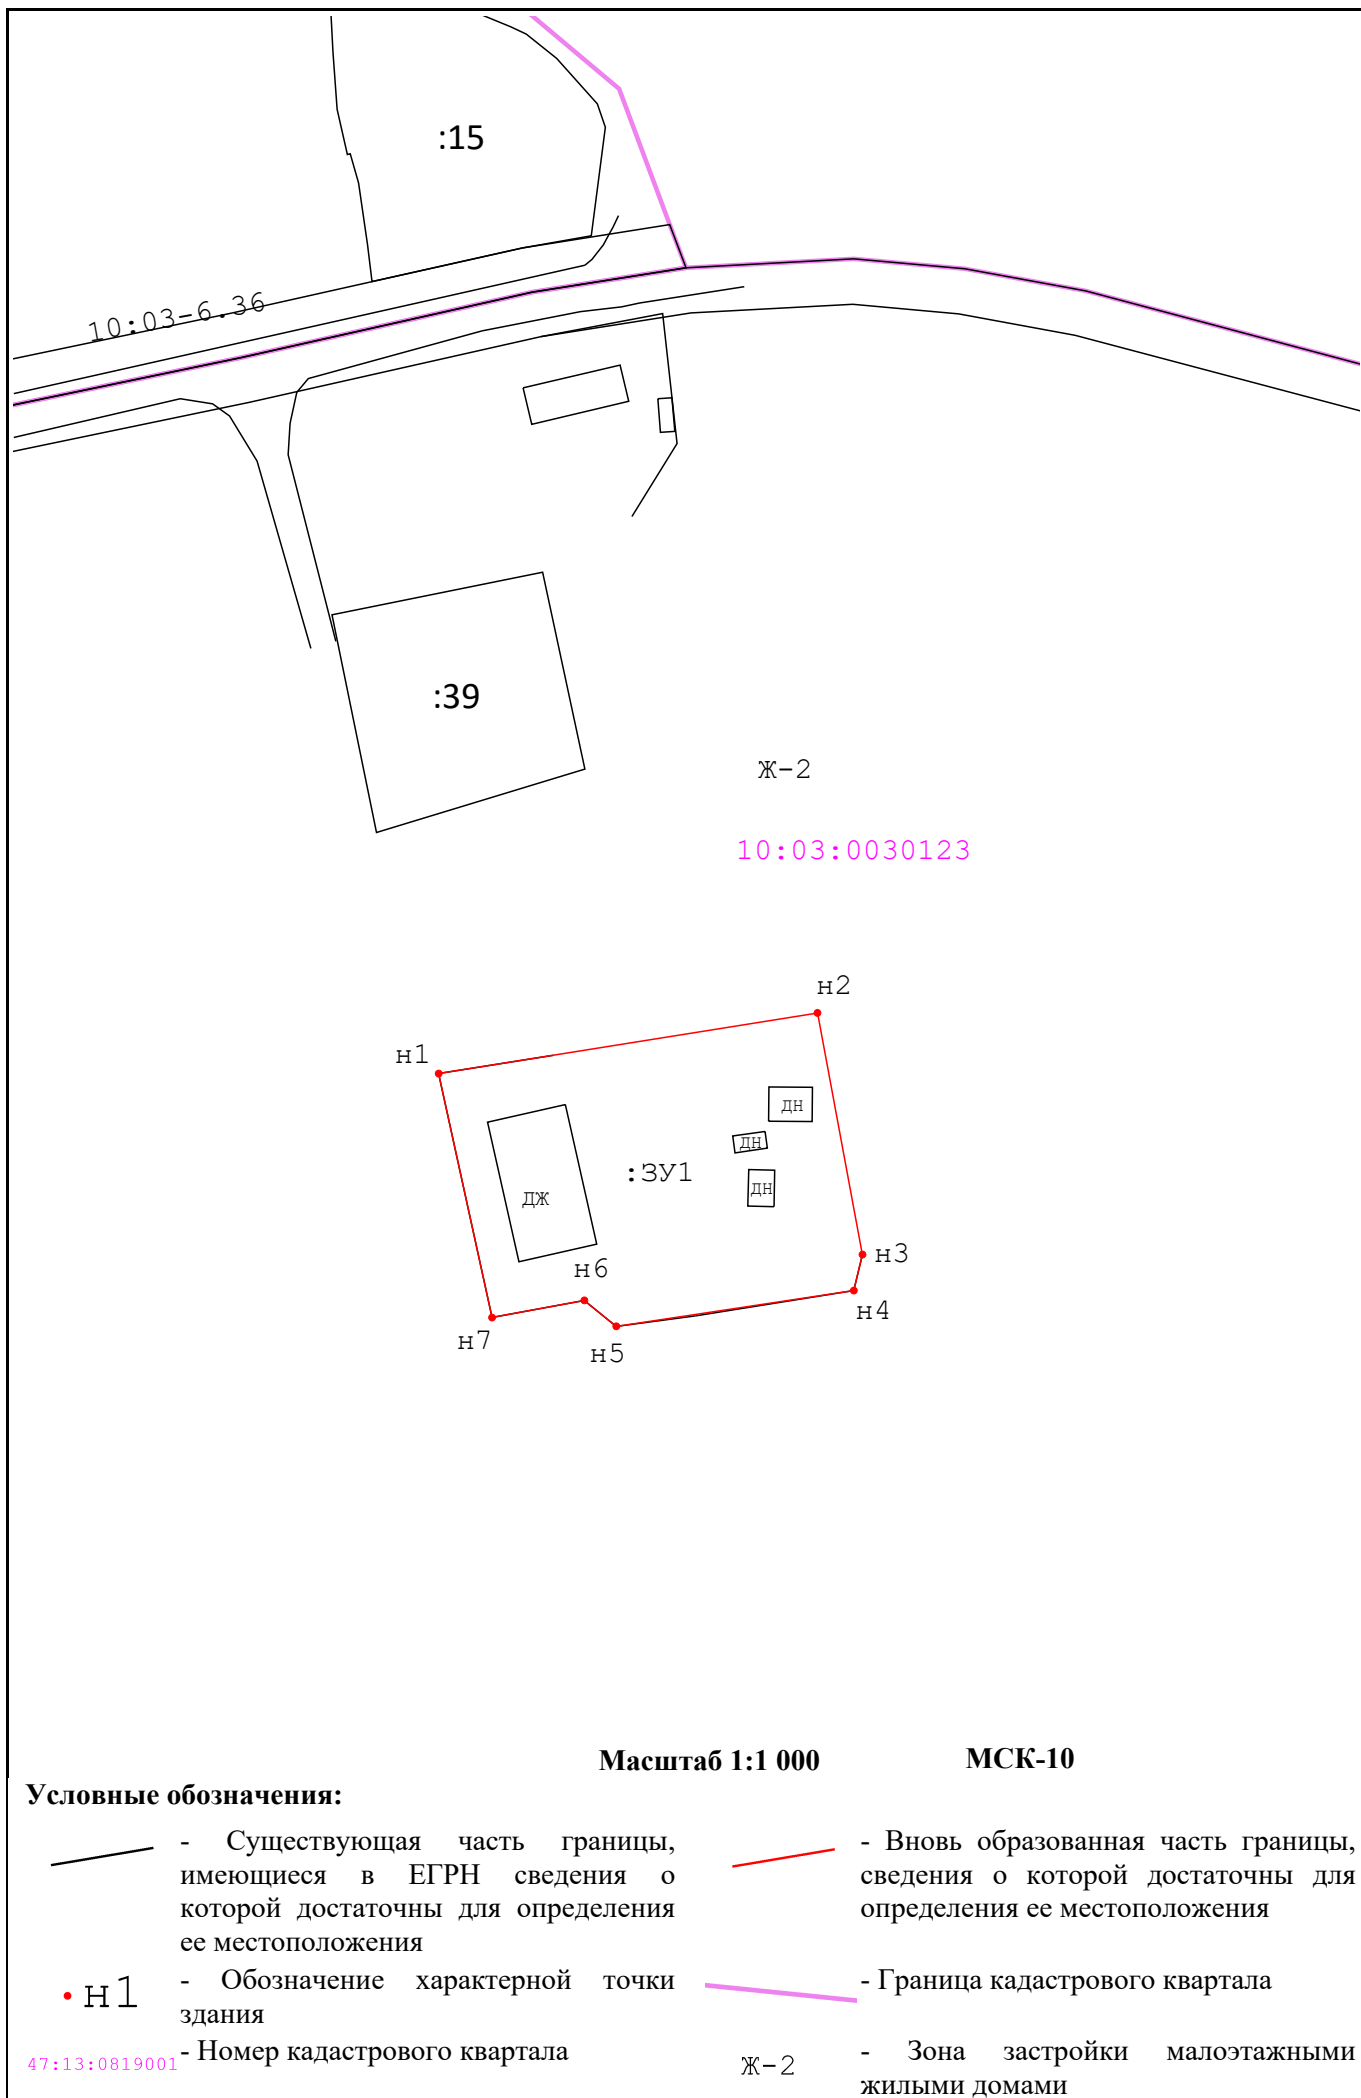 :15
10:03-6.36
:39
Ж-2
10:03:0030123
н2
н1
дн
дн
:ЗУ1
дн
дж
н3
н6
н4
н7
н5
Масштаб 1:1 000 МСК-10
Условные обозначения:
- Существующая часть границы,
имеющиеся в ЕГРН сведения о
которой достаточны для определения
ее местоположения
- Вновь образованная часть границы,
сведения о которой достаточны для
определения ее местоположения
н1
- Обозначение характерной точки
здания
- Граница кадастрового квартала
47:13:0819001
- Номер кадастрового квартала
Ж-2
- Зона застройки малоэтажными
жилыми домами